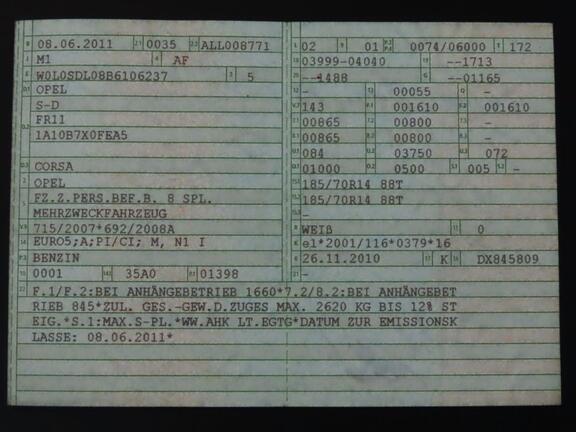 08.06.2011 0035 ALL008771
M1 AF
W0L0SDL08B6106237 5
OPEL
S-D
FR11
1A10B7X0FEA5
CORSA
OPEL
FZ.Z.PERS.BEF.B. 8 SPL.
MEHRZWECKFAHRZEUG
715/2007*692/2008A
EURO5;A;PI/CI; M, N1 I
BENZIN
0001 35A0 01398
02 01 0074/06000 172
03999-04040 --1713
--1488 --01165
- 00055 -
143 001610 001610
00865 00800 -
00865 00800 -
084 03750 072
01000 0500 005 -
185/70R14 88T
185/70R14 88T
-
WEIß 0
e1*2001/116*0379*16
26.11.2010 K DX845809
-
F.1/F.2:BEI ANHÄNGEBETRIEB 1660*7.2/8.2:BEI ANHÄNGEBET
RIEB 845*ZUL. GES.-GEW.D.ZUGES MAX. 2620 KG BIS 12% ST
EIG.*S.1:MAX.S-PL.*WW.AHK LT.EGTG*DATUM ZUR EMISSIONSK
LASSE: 08.06.2011*